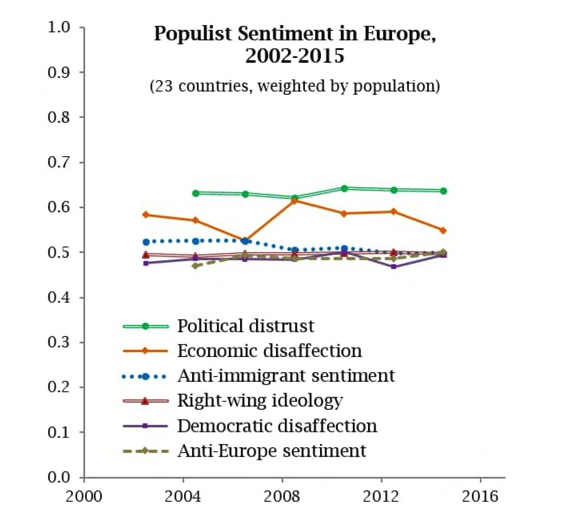 Populist Sentiment in Europe,
2002-2015
(23 countries, weighted by population)
1.0
0.9
0.8
0.7
0.6
0.5
0.4
0.3
0.2
0.1
0.0
Political distrust
Economic disaffection
Anti-immigrant sentiment
Right-wing ideology
Democratic disaffection
Anti-Europe sentiment
2000 2004 2008 2012 2016